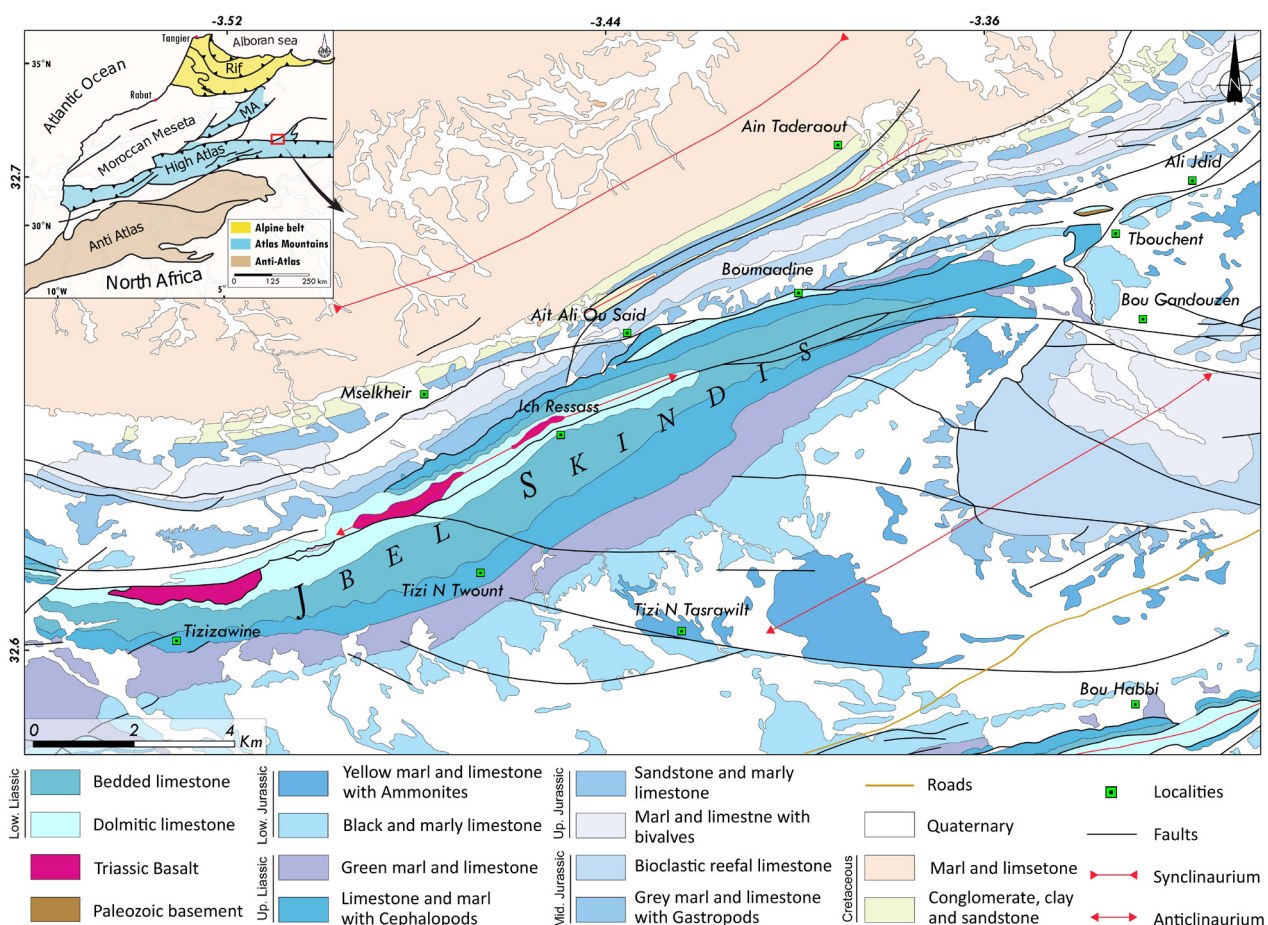 -3.52
-3.44
-3.36
Tangier
Alboran sea
35°N
Rif
Atlantic Ocean
Rabat
MA
Moroccan Meseta
High Atlas
32.7
30°N
Anti Atlas
Alpine belt
Atlas Mountains
Anti-Atlas
North Africa
0 125 250 km
10°W
5°
N
Ain Taderaout
Ali Jdid
Tbouchent
Boumaadine
Bou Gandouzen
Ait Ali Ou Said
Mselkheir
Ich Ressass
JBEL SKINDIS
Tizi N Twount
Tizi N Tasrawilt
Tizizawine
32.6
Bou Habbi
0 2 4
Km
Low. Liassic
Bedded limestone
Dolmitic limestone
Triassic Basalt
Paleozoic basement
Low. Jurassic
Yellow marl and limestone
with Ammonites
Black and marly limestone
Up. Liassic
Green marl and limestone
Limestone and marl
with Cephalopods
Up. Jurassic
Sandstone and marly
limestone
Marl and limestne with
bivalves
Mid. Jurassic
Bioclastic reefal limestone
Grey marl and limestone
with Gastropods
Roads
Quaternary
Cretaceous
Marl and limsetone
Conglomerate, clay
and sandstone
Localities
Faults
Synclinaurium
Anticlinaurium